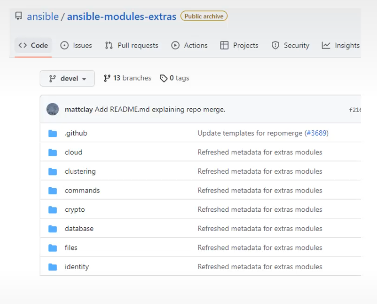 ansible / ansible-modules-extras Public archive
Code Issues Pull requests Actions Projects Security Insights
devel 13 branches 0 tags
mattclay Add README.md explaining repo merge.
.github Update templates for repomerge (#3689)
cloud Refreshed metadata for extras modules
clustering Refreshed metadata for extras modules
commands Refreshed metadata for extras modules
crypto Refreshed metadata for extras modules
database Refreshed metadata for extras modules
files Refreshed metadata for extras modules
identity Refreshed metadata for extras modules